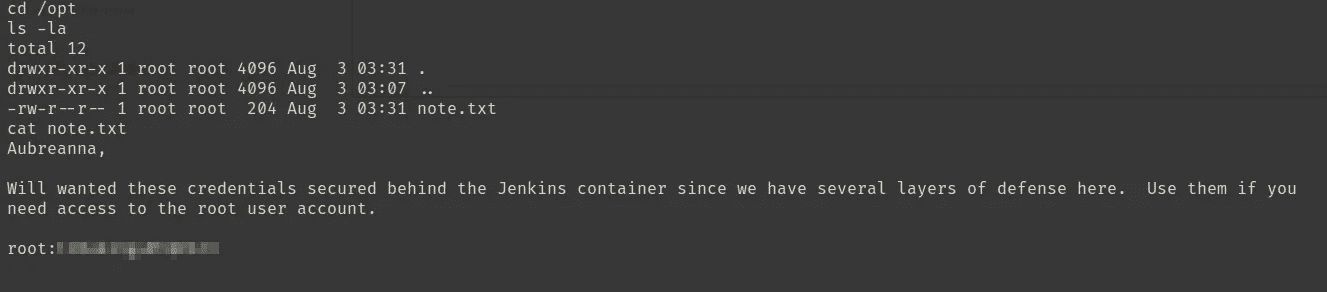 cd /opt
ls -la
total 12
drwxr-xr-x 1 root root 4096 Aug  3 03:31 .
drwxr-xr-x 1 root root 4096 Aug  3 03:07 ..
-rw-r--r-- 1 root root  204 Aug  3 03:31 note.txt
cat note.txt
Aubreanna,
Will wanted these credentials secured behind the Jenkins container since we have several layers of defense here.  Use them if you
need access to the root user account.
root: